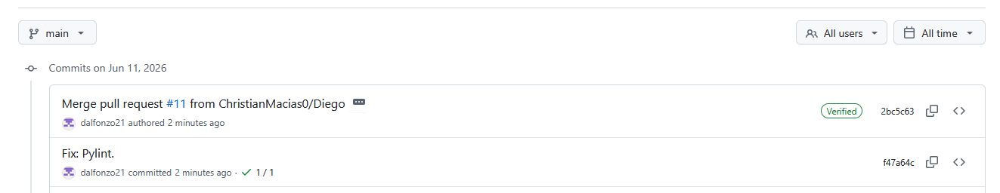 main
All users
All time
Commits on Jun 11, 2026
Merge pull request #11 from ChristianMacias0/Diego
dalfonzo21 authored 2 minutes ago
Verified
2bc5c63
Fix: Pylint.
dalfonzo21 committed 2 minutes ago · 1 / 1
f47a64c